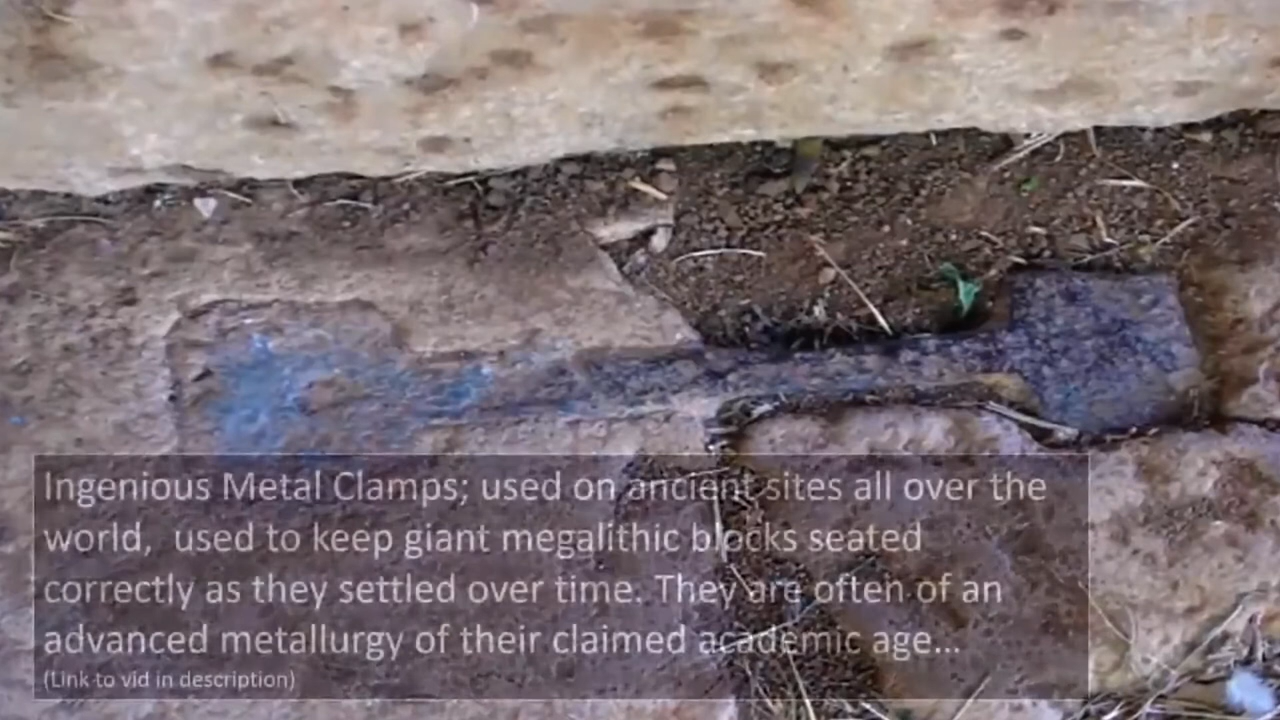 Ingenious Metal Clamps; used on ancient sites all over the
world,  used to keep giant megalithic blocks seated
correctly as they settled over time. They are often of an
advanced metallurgy of their claimed academic age...
(Link to vid in description)